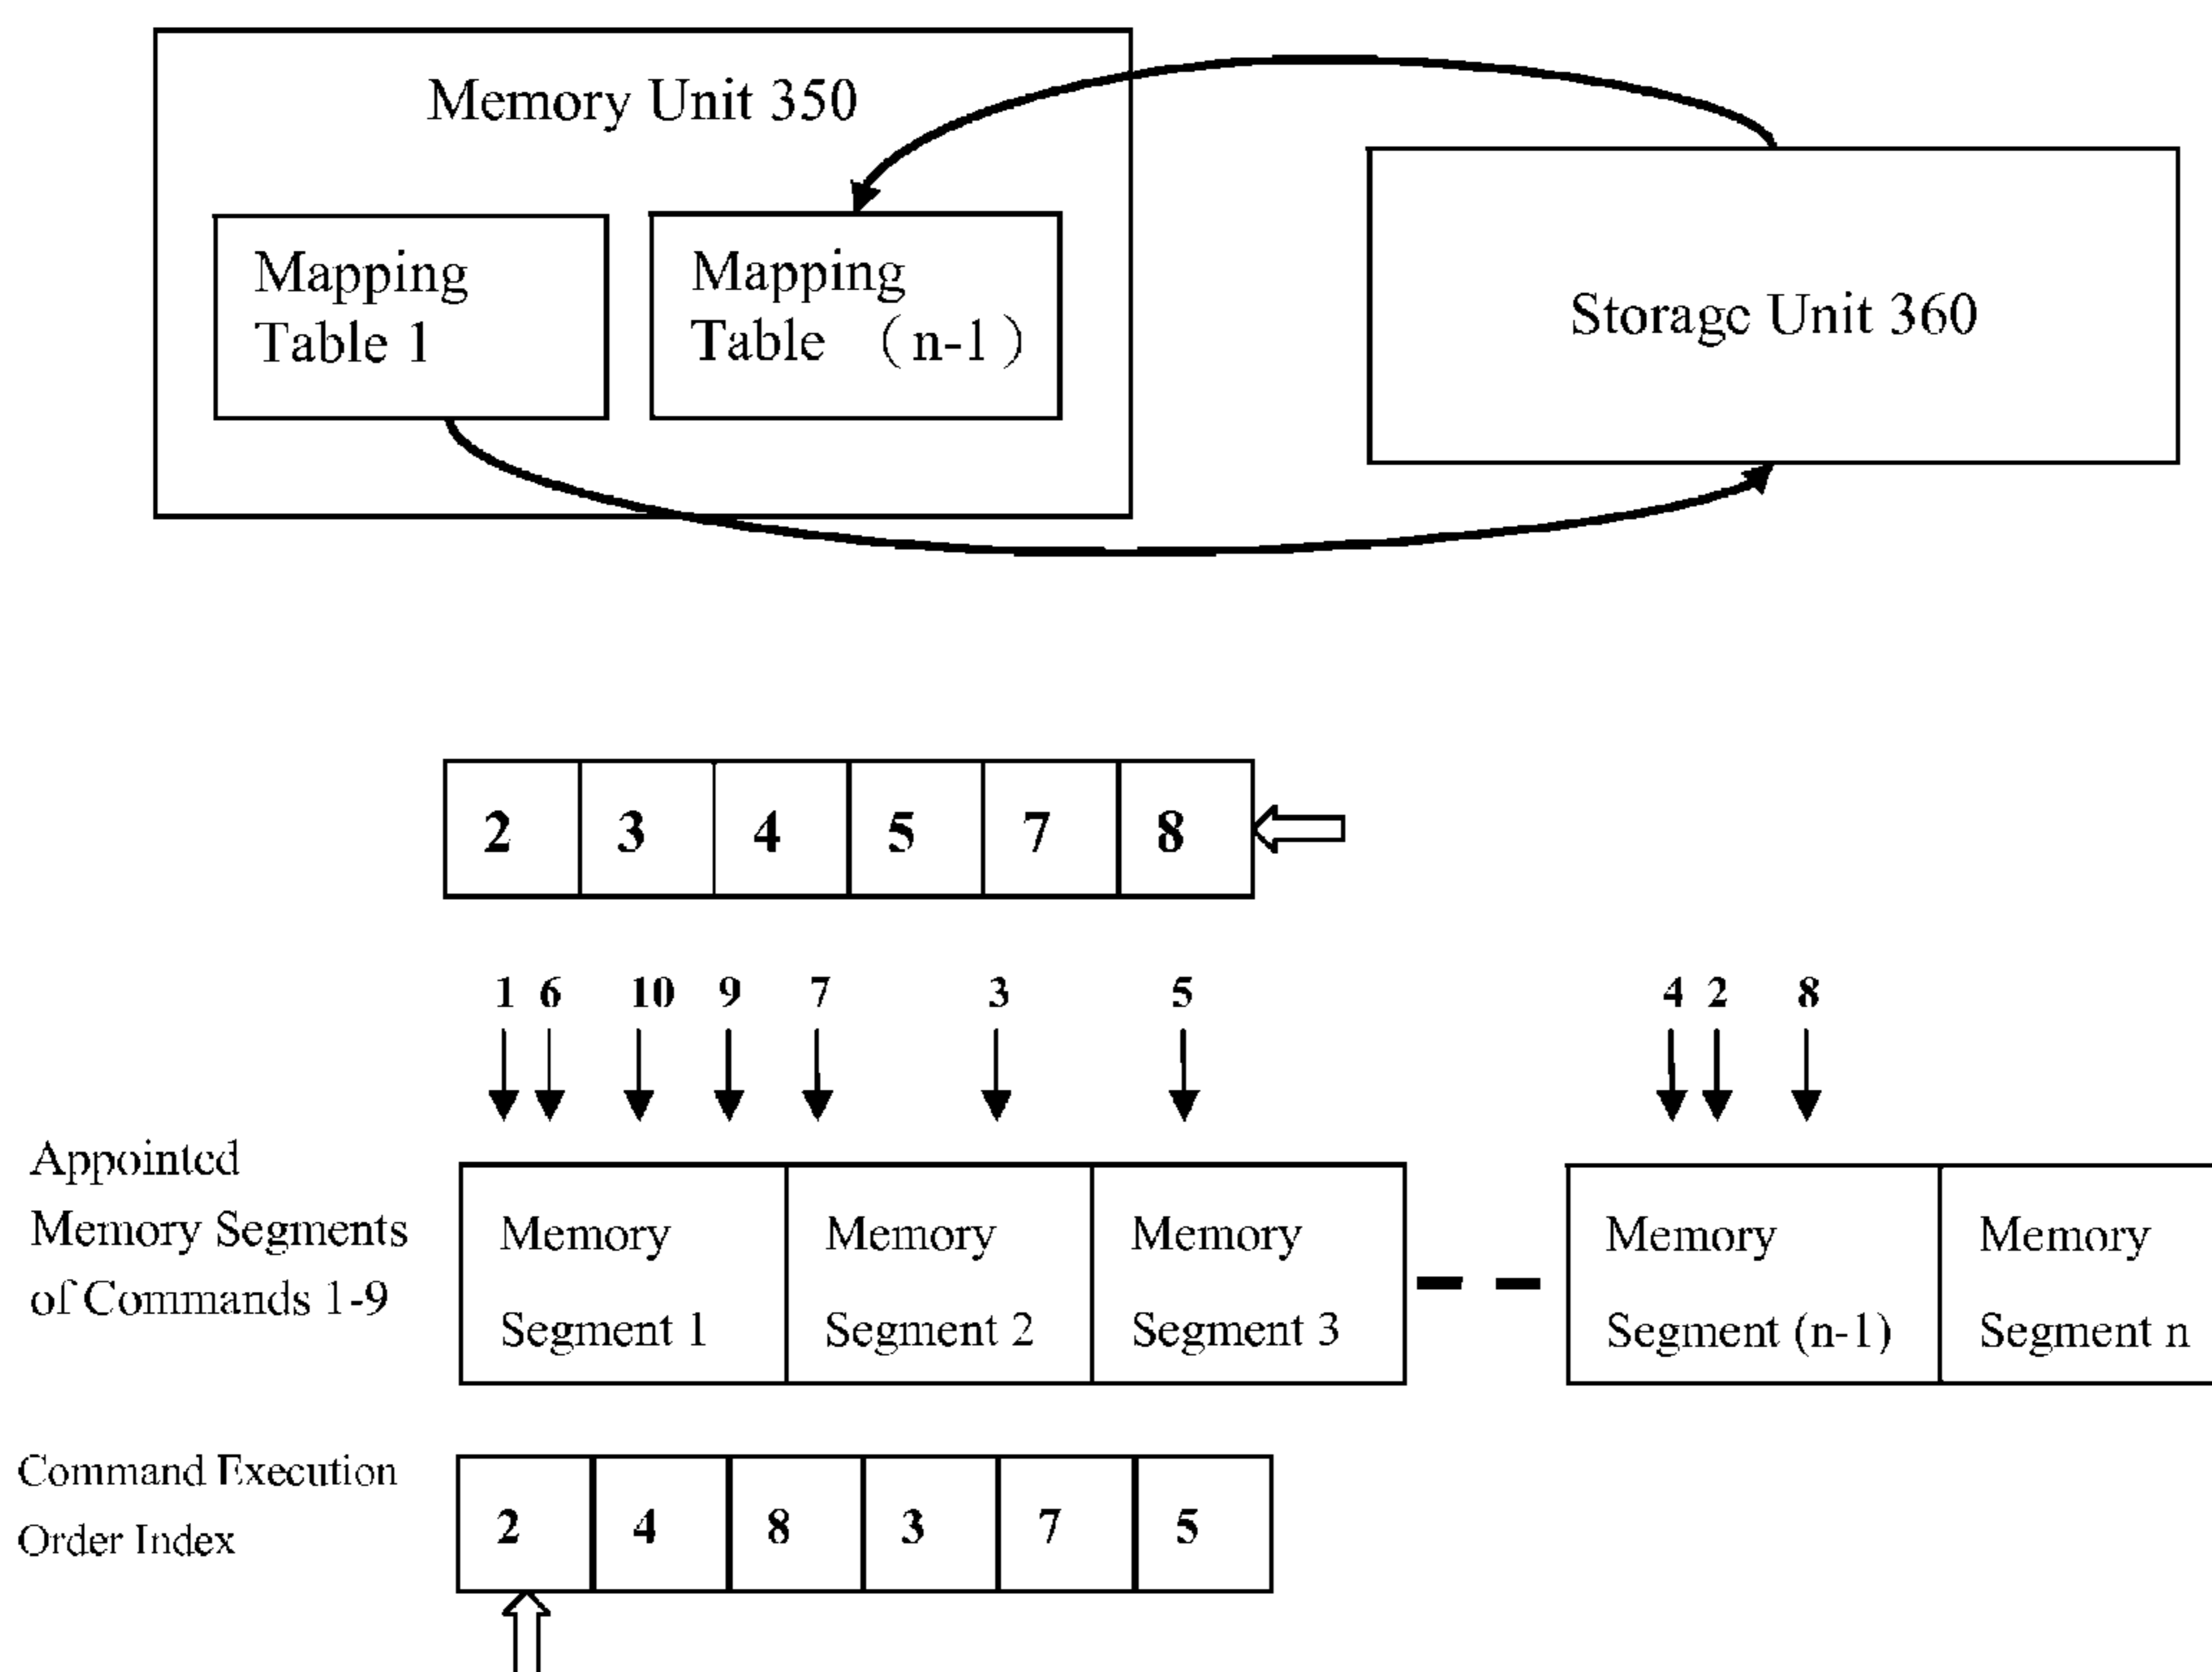 Memory Unit 350
Mapping
Table 1
Mapping
Table （n-1）
Storage Unit 360
2 3 4 5 7 8
1 6 10 9 7 3 5 4 2 8
Appointed
Memory Segments
of Commands 1-9
Memory
Segment 1
Memory
Segment 2
Memory
Segment 3
Memory
Segment (n-1)
Memory
Segment n
Command Execution
Order Index
2 4 8 3 7 5